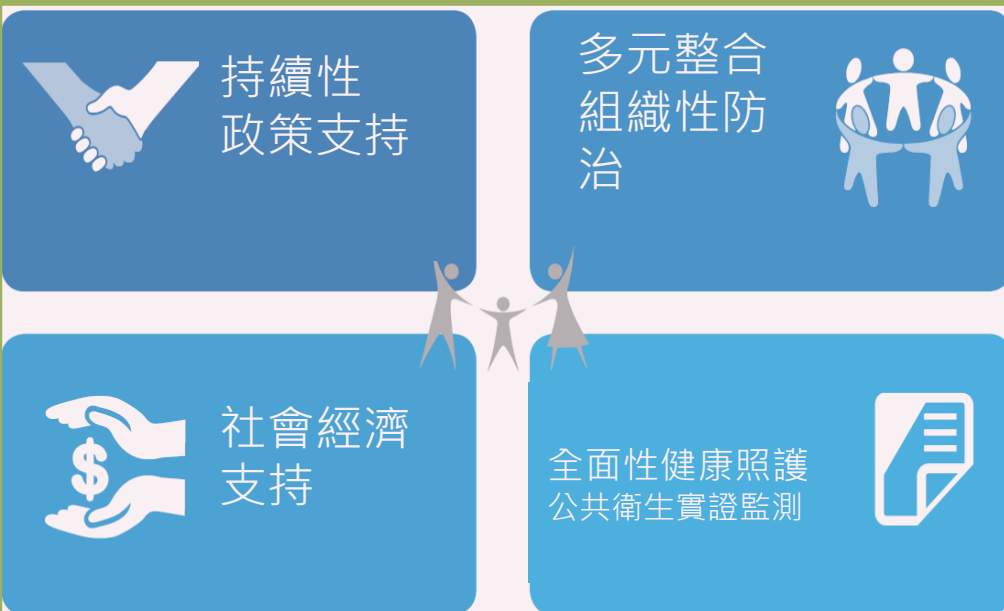 持續性
政策支持
多元整合
組織性防
治
社會經濟
支持
$
全面性健康照護
公共衛生實證監測